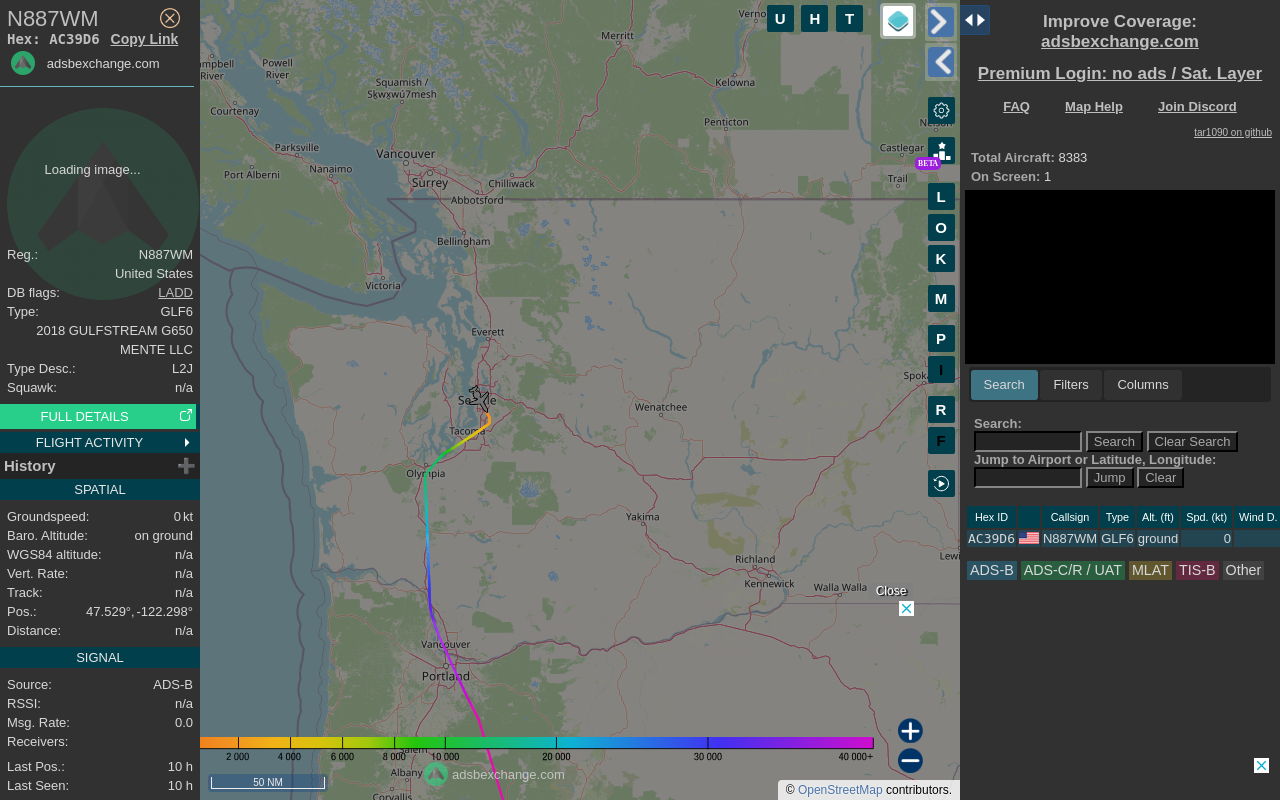 N887WM
Hex: AC39D6 Copy Link
adsbexchange.com
Loading image...
Reg.: N887WM
United States
DB flags: LADD
Type: GLF6
2018 GULFSTREAM G650
MENTE LLC
Type Desc.: L2J
Squawk: n/a
FULL DETAILS
FLIGHT ACTIVITY
History
SPATIAL
Groundspeed: 0 kt
Baro. Altitude: on ground
WGS84 altitude: n/a
Vert. Rate: n/a
Track: n/a
Pos.: 47.529°, -122.298°
Distance: n/a
SIGNAL
Source: ADS-B
RSSI: n/a
Msg. Rate: 0.0
Receivers:
Last Pos.: 10 h
Last Seen: 10 h
U H T
Merritt
Powell
River
River
Squamish /
Sḵwx̱wú7mesh
Kelowna
Courtenay
Penticton
Parksville
Vancouver
Castlegar
Nanaimo
Port Alberni
Surrey
Chilliwack
Trail
Abbotsford
Bellingham
Victoria
Everett
Wenatchee
Tacoma
Olympia
Yakima
Richland
Kennewick
Walla Walla
Vancouver
Portland
Albany
Corvallis
BETA
L
O
K
M
P
I
R
F
Close
2 000 4 000 6 000 8 000 10 000 20 000 30 000 40 000+
adsbexchange.com
50 NM
© OpenStreetMap contributors.
Improve Coverage:
adsbexchange.com
Premium Login: no ads / Sat. Layer
FAQ Map Help Join Discord
tar1090 on github
Total Aircraft: 8383
On Screen: 1
Search Filters Columns
Search:
Search Clear Search
Jump to Airport or Latitude, Longitude:
Jump Clear
Hex ID Callsign Type Alt. (ft) Spd. (kt) Wind D.
AC39D6 N887WM GLF6 ground 0
ADS-B ADS-C/R / UAT MLAT TIS-B Other